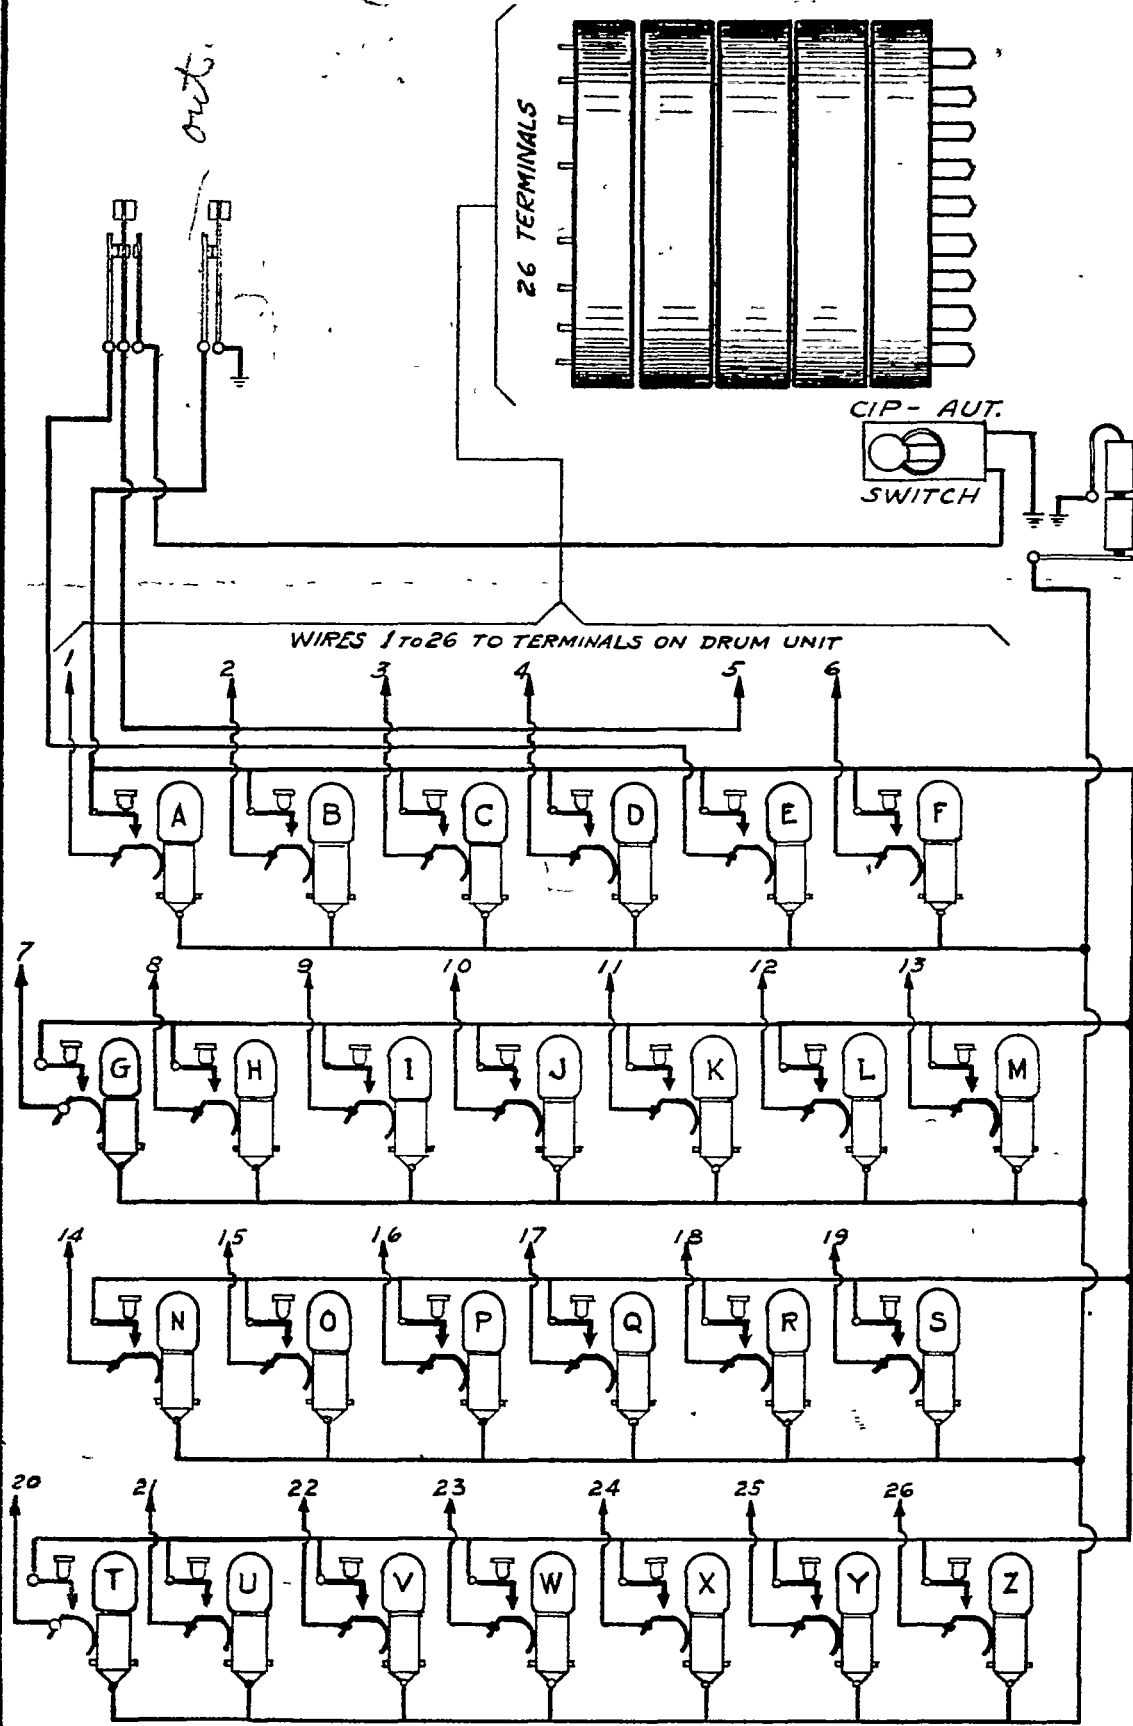 out.
26 TERMINALS
CIP- AUT.
SWITCH
WIRES 1 TO 26 TO TERMINALS ON DRUM UNIT
1 2 3 4 5 6
A B C D E F
7 8 9 10 11 12 13
G H I J K L M
14 15 16 17 18 19
N O P Q R S
20 21 22 23 24 25 26
T U V W X Y Z